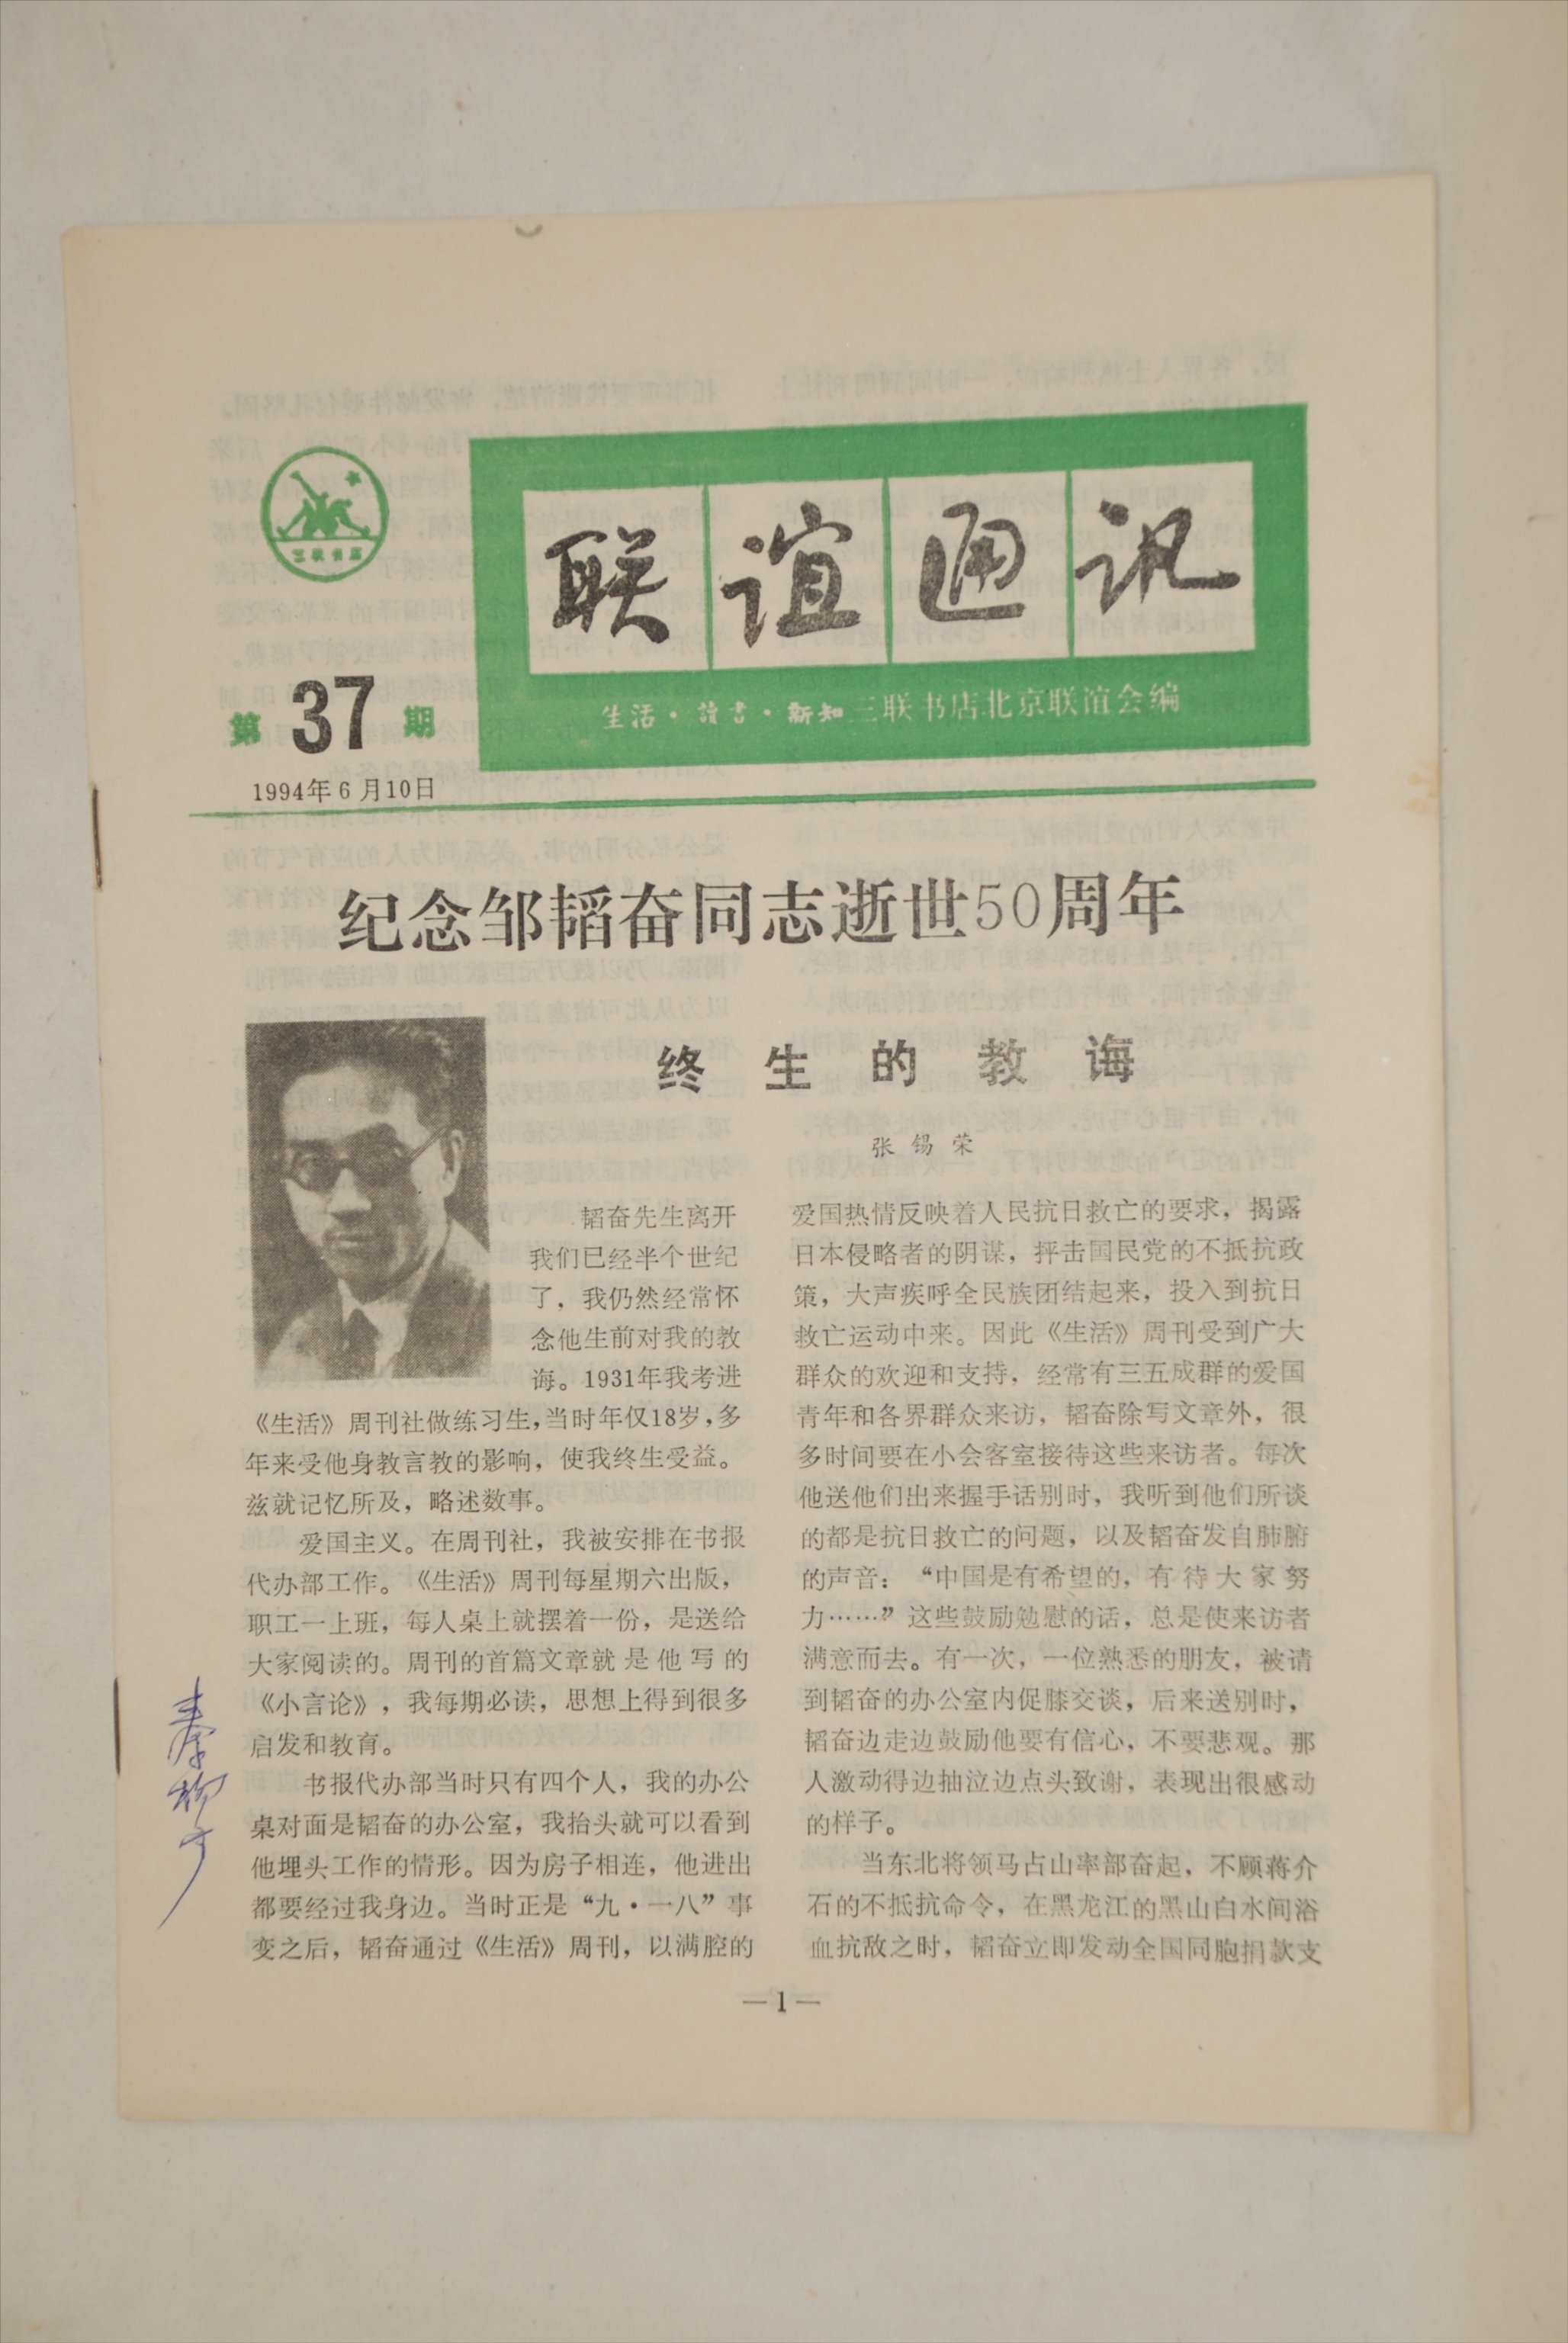 三联书店
联谊通讯
生活·读书·新知三联书店北京联谊会编
第37期
1994年6月10日
纪念邹韬奋同志逝世50周年
终生的教诲
张锡荣
韬奋先生离开
我们已经半个世纪
了，我仍然经常怀
念他生前对我的教
诲。1931年我考进
《生活》周刊社做练习生，当时年仅18岁，多
年来受他身教言教的影响，使我终生受益。
兹就记忆所及，略述数事。
爱国主义。在周刊社，我被安排在书报
代办部工作。《生活》周刊每星期六出版，
职工一上班，每人桌上就摆着一份，是送给
大家阅读的。周刊的首篇文章就是他写的
《小言论》，我每期必读，思想上得到很多
启发和教育。
书报代办部当时只有四个人，我的办公
桌对面是韬奋的办公室，我抬头就可以看到
他埋头工作的情形。因为房子相连，他进出
都要经过我身边。当时正是“九·一八”事
变之后，韬奋通过《生活》周刊，以满腔的
爱国热情反映着人民抗日救亡的要求，揭露
日本侵略者的阴谋，抨击国民党的不抵抗政
策，大声疾呼全民族团结起来，投入到抗日
救亡运动中来。因此《生活》周刊受到广大
群众的欢迎和支持，经常有三五成群的爱国
青年和各界群众来访，韬奋除写文章外，很
多时间要在小会客室接待这些来访者。每次
他送他们出来握手话别时，我听到他们所谈
的都是抗日救亡的问题，以及韬奋发自肺腑
的声音：“中国是有希望的，有待大家努
力……”这些鼓励勉慰的话，总是使来访者
满意而去。有一次，一位熟悉的朋友，被请
到韬奋的办公室内促膝交谈，后来送别时，
韬奋边走边鼓励他要有信心，不要悲观。那
人激动得边抽泣边点头致谢，表现出很感动
的样子。
当东北将领马占山率部奋起，不顾蒋介
石的不抵抗命令，在黑龙江的黑山白水间浴
血抗敌之时，韬奋立即发动全国同胞捐款支
—1—